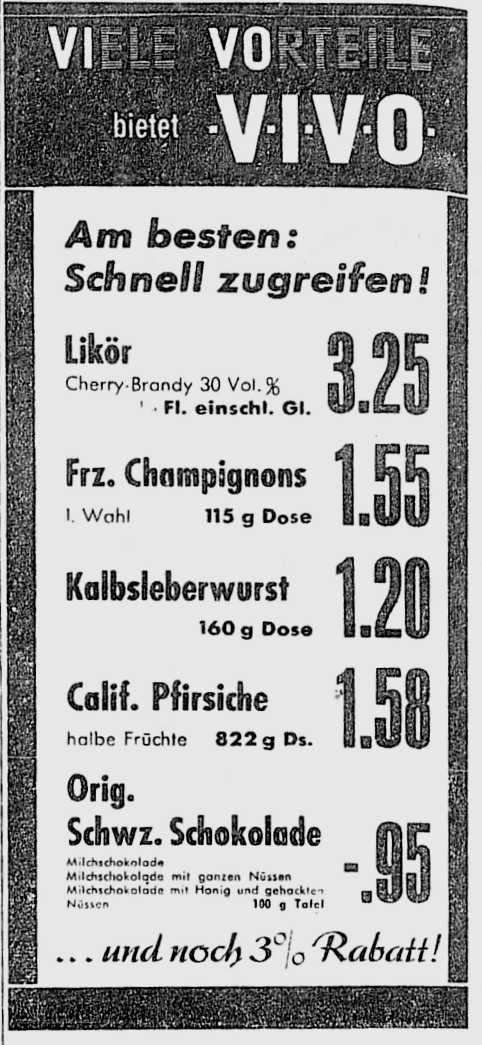 VIELE VORTEILE
bietet ·V·I·V·O·
Am besten:
Schnell zugreifen!
Likör 3.25
Cherry-Brandy 30 Vol.%
Fl. einschl. Gl.
Frz. Champignons 1.55
1. Wahl 115 g Dose
Kalbsleberwurst 1.20
160 g Dose
Calif. Pfirsiche 1.58
halbe Früchte 822 g Ds.
Orig.
Schwz. Schokolade -.95
Milchschokolade
Milchschokolade mit ganzen Nüssen
Milchschokolade mit Honig und gehackten
Nüssen 100 g Tafel
... und noch 3% Rabatt!